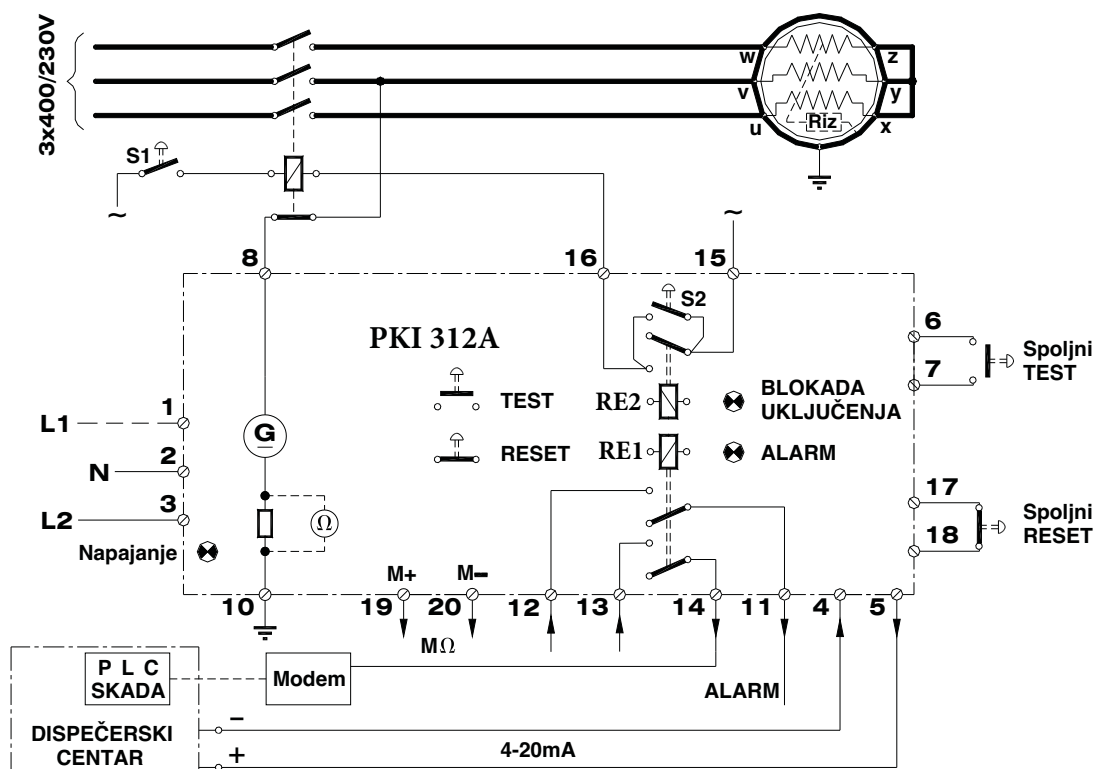 3x400/230V
w
z
v
y
u
Riz
x
S1
~
~
8
16
15
S2
6
PKI 312A
7
Spoljni
TEST
TEST
RE2
BLOKADA
UKLJUČENJA
1
L1
G
RESET
RE1
ALARM
2
N
3
L2
Ω
17
18
Spoljni
RESET
Napajanje
M+
M–
10
19
20
12
13
14
11
4
5
MΩ
P L C
SKADA
Modem
ALARM
DISPEČERSKI
CENTAR
–
+
4-20mA